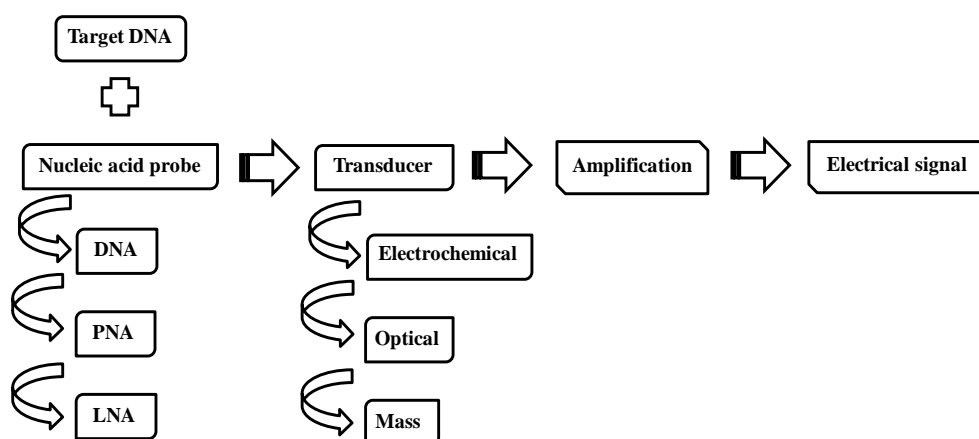 Target DNA
Nucleic acid probe
Transducer
Amplification
Electrical signal
DNA
PNA
LNA
Electrochemical
Optical
Mass